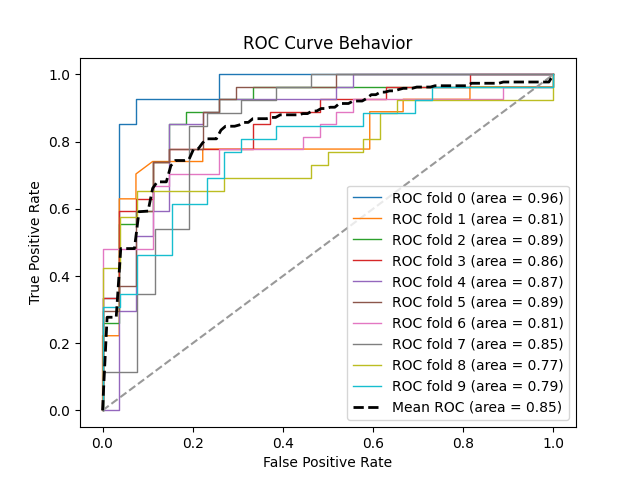 ROC Curve Behavior
True Positive Rate
1.0
0.8
0.6
0.4
0.2
0.0
ROC fold 0 (area = 0.96)
ROC fold 1 (area = 0.81)
ROC fold 2 (area = 0.89)
ROC fold 3 (area = 0.86)
ROC fold 4 (area = 0.87)
ROC fold 5 (area = 0.89)
ROC fold 6 (area = 0.81)
ROC fold 7 (area = 0.85)
ROC fold 8 (area = 0.77)
ROC fold 9 (area = 0.79)
Mean ROC (area = 0.85)
0.0 0.2 0.4 0.6 0.8 1.0
False Positive Rate